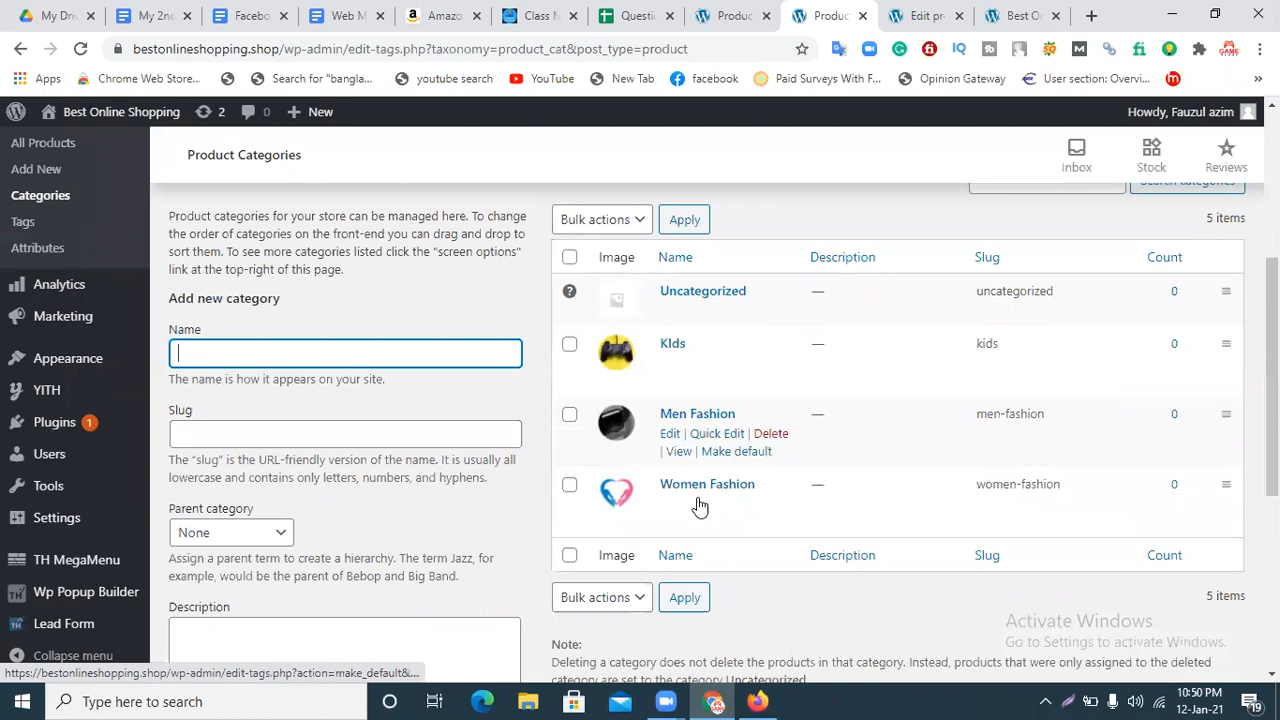 My Driv
My 2nd
Facebo
Web M
Amazo
Class N
Questi
Produc
Produc
Edit p
Best O
bestonlineshopping.shop/wp-admin/edit-tags.php?taxonomy=product_cat&post_type=product
Apps
Chrome Web Store...
Search for "bangla...
youtube search
YouTube
New Tab
facebook
Paid Surveys With F...
Opinion Gateway
User section: Overvi...
»
Best Online Shopping
2
0
New
Howdy, Fauzul azim
All Products
Add New
Categories
Tags
Attributes
Analytics
Marketing
Appearance
YITH
Plugins 1
Users
Tools
Settings
TH MegaMenu
Wp Popup Builder
Lead Form
Collapse menu
Product Categories
Inbox
Stock
Reviews
Product categories for your store can be managed here. To change
the order of categories on the front-end you can drag and drop to
sort them. To see more categories listed click the "screen options"
link at the top-right of this page.
Add new category
Name
The name is how it appears on your site.
Slug
The “slug” is the URL-friendly version of the name. It is usually all
lowercase and contains only letters, numbers, and hyphens.
Parent category
None
Assign a parent term to create a hierarchy. The term Jazz, for
example, would be the parent of Bebop and Big Band.
Description
Search categories
Bulk actions
Apply
5 items
Image
Name
Description
Slug
Count
Uncategorized
—
uncategorized
0
KIds
—
kids
0
Men Fashion
—
men-fashion
0
Edit | Quick Edit | Delete
| View | Make default
Women Fashion
—
women-fashion
0
Image
Name
Description
Slug
Count
Bulk actions
Apply
5 items
Note:
Deleting a category does not delete the products in that category. Instead, products that were only assigned to the deleted
category are set to the category Uncategorized.
Activate Windows
Go to Settings to activate Windows.
https://bestonlineshopping.shop/wp-admin/edit-tags.php?action=make_default&...
Type here to search
10:50 PM
12-Jan-21
19